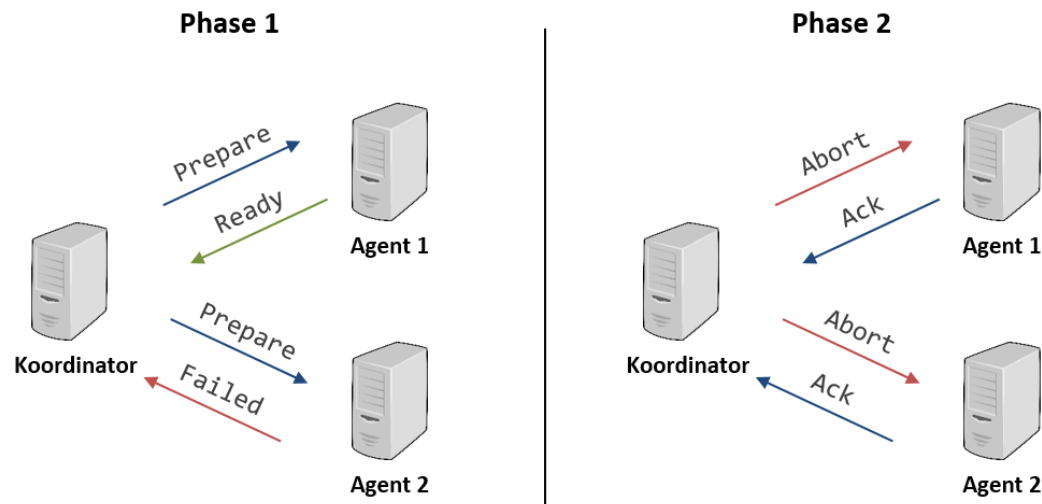 Phase 1
Prepare
Ready
Agent 1
Koordinator
Prepare
Failed
Agent 2
Phase 2
Abort
Ack
Agent 1
Koordinator
Abort
Ack
Agent 2